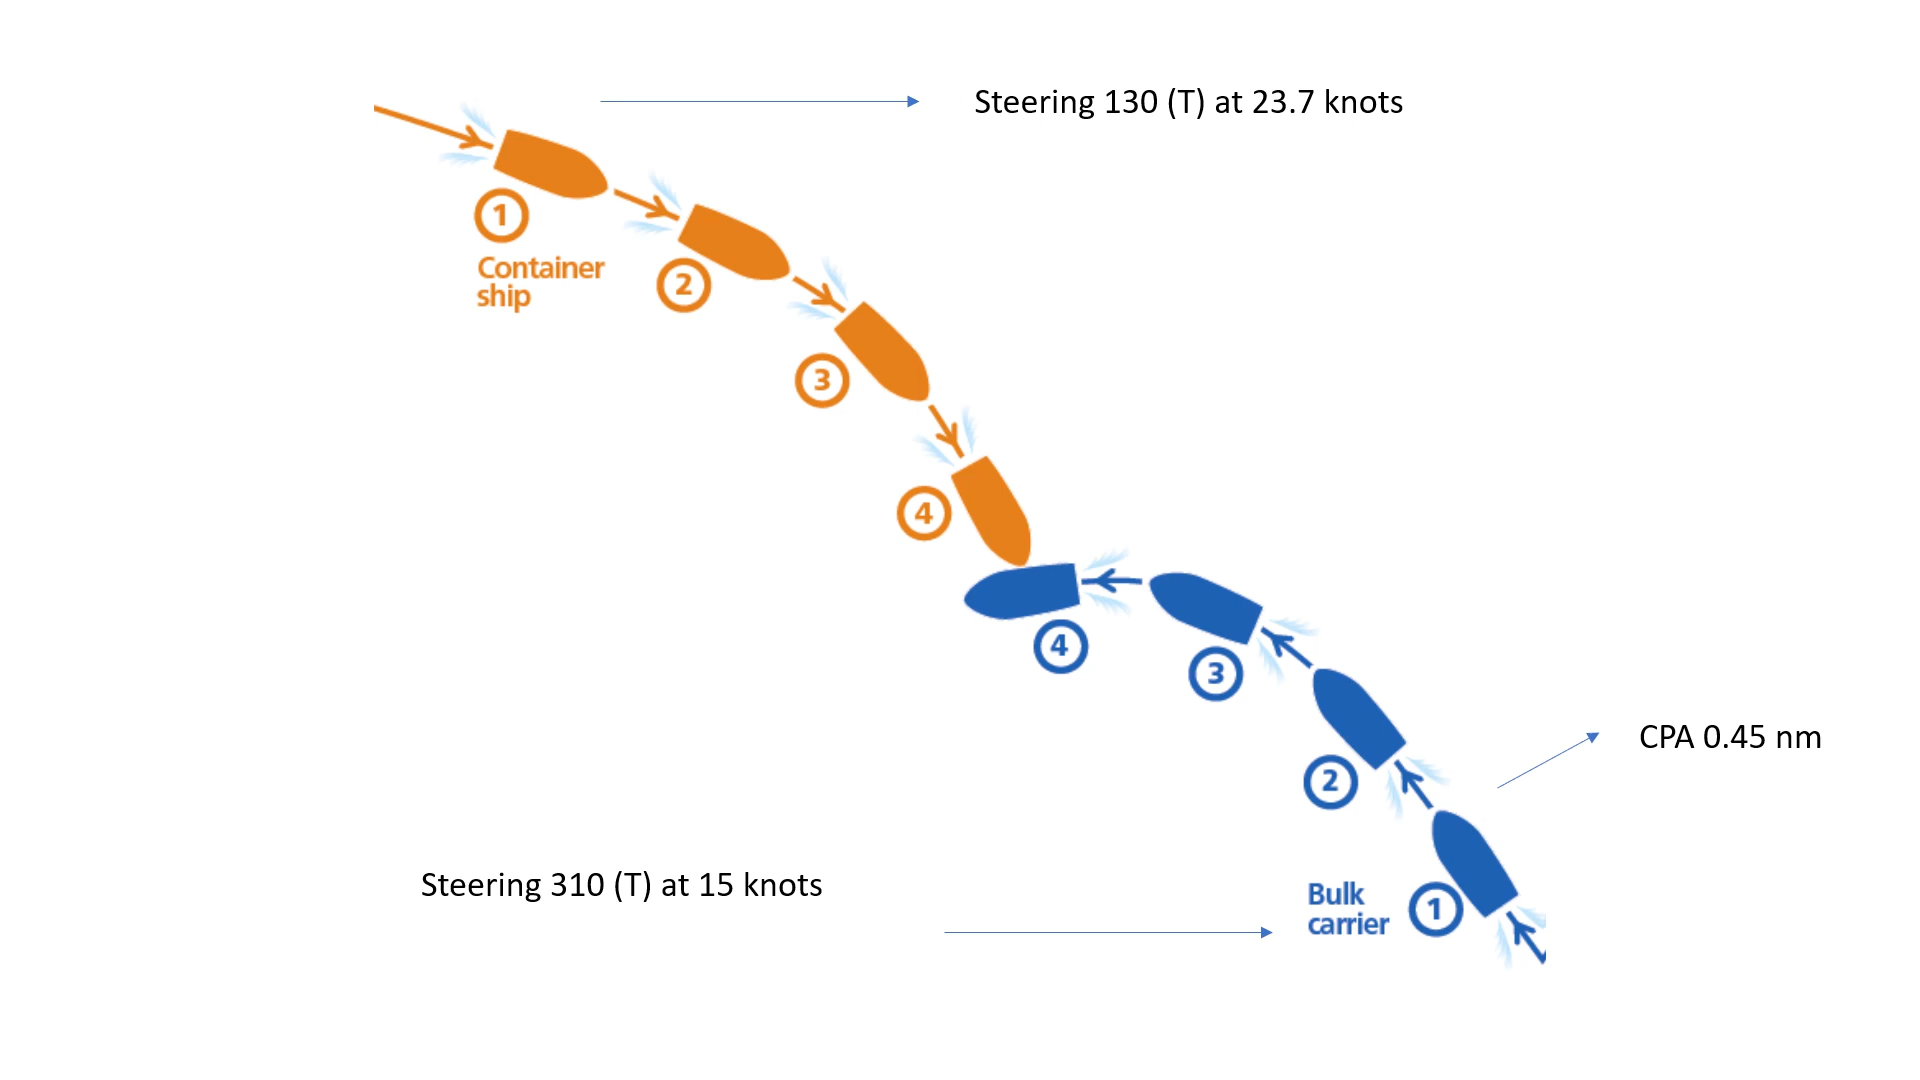 Steering 130 (T) at 23.7 knots
1
Container
ship
2
3
4
4
3
2
CPA 0.45 nm
Steering 310 (T) at 15 knots
Bulk
carrier
1